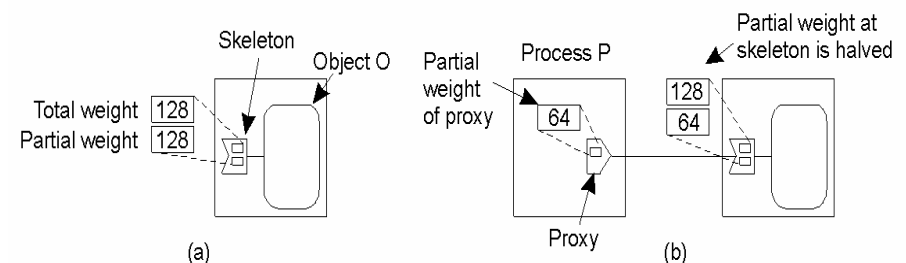 Skeleton
Object O
Total weight 128
Partial weight 128
(a)
Partial
weight
of proxy
Process P
64
Proxy
Partial weight at
skeleton is halved
128
64
(b)